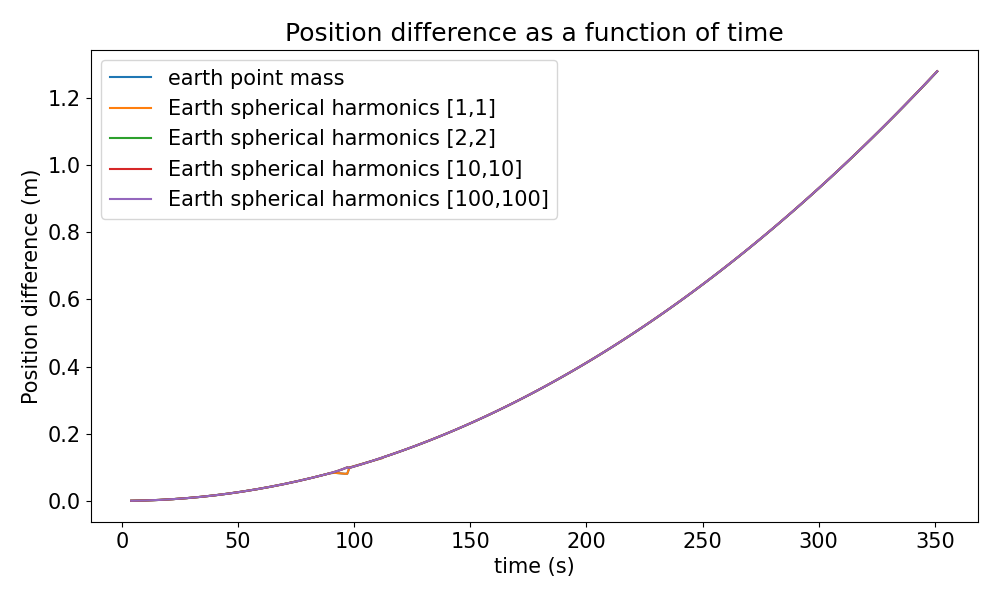 Position difference as a function of time
earth point mass
Earth spherical harmonics [1,1]
Earth spherical harmonics [2,2]
Earth spherical harmonics [10,10]
Earth spherical harmonics [100,100]
Position difference (m)
1.2
1.0
0.8
0.6
0.4
0.2
0.0
0 50 100 150 200 250 300 350
time (s)